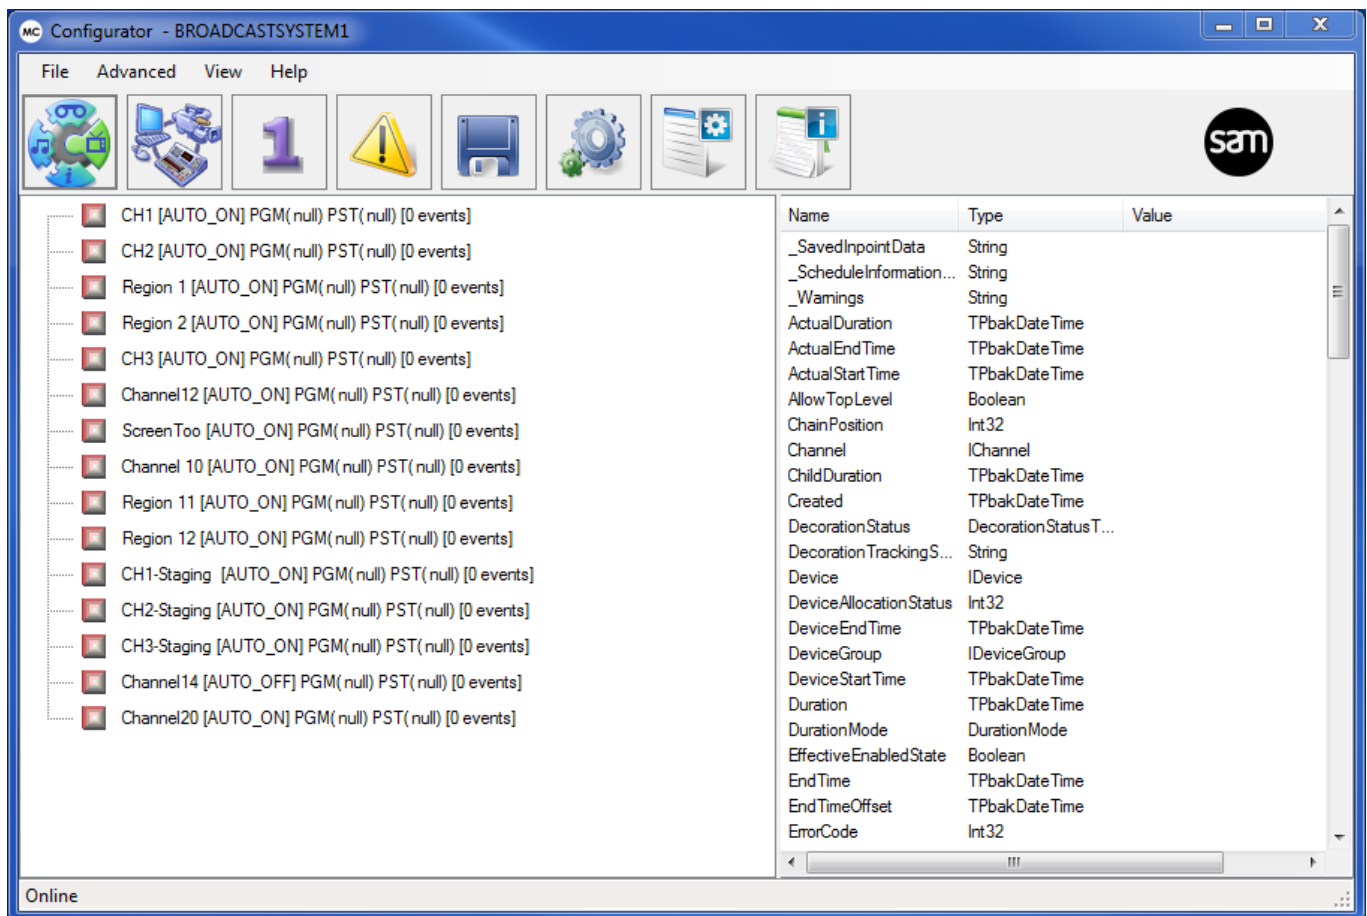 MC Configurator - BROADCASTSYSTEM1
File Advanced View Help
1
i
sam
CH1 [AUTO_ON] PGM(null) PST(null) [0 events]
CH2 [AUTO_ON] PGM(null) PST(null) [0 events]
Region 1 [AUTO_ON] PGM(null) PST(null) [0 events]
Region 2 [AUTO_ON] PGM(null) PST(null) [0 events]
CH3 [AUTO_ON] PGM(null) PST(null) [0 events]
Channel12 [AUTO_ON] PGM(null) PST(null) [0 events]
ScreenToo [AUTO_ON] PGM(null) PST(null) [0 events]
Channel 10 [AUTO_ON] PGM(null) PST(null) [0 events]
Region 11 [AUTO_ON] PGM(null) PST(null) [0 events]
Region 12 [AUTO_ON] PGM(null) PST(null) [0 events]
CH1-Staging [AUTO_ON] PGM(null) PST(null) [0 events]
CH2-Staging [AUTO_ON] PGM(null) PST(null) [0 events]
CH3-Staging [AUTO_ON] PGM(null) PST(null) [0 events]
Channel14 [AUTO_OFF] PGM(null) PST(null) [0 events]
Channel20 [AUTO_ON] PGM(null) PST(null) [0 events]
Name Type Value
_SavedInpointData String
_ScheduleInformation... String
_Warnings String
ActualDuration TPbakDateTime
ActualEndTime TPbakDateTime
ActualStartTime TPbakDateTime
AllowTopLevel Boolean
ChainPosition Int32
Channel IChannel
ChildDuration TPbakDateTime
Created TPbakDateTime
DecorationStatus DecorationStatusT...
DecorationTrackingS... String
Device IDevice
DeviceAllocationStatus Int32
DeviceEndTime TPbakDateTime
DeviceGroup IDeviceGroup
DeviceStartTime TPbakDateTime
Duration TPbakDateTime
DurationMode DurationMode
EffectiveEnabledState Boolean
EndTime TPbakDateTime
EndTimeOffset TPbakDateTime
ErrorCode Int32
Online